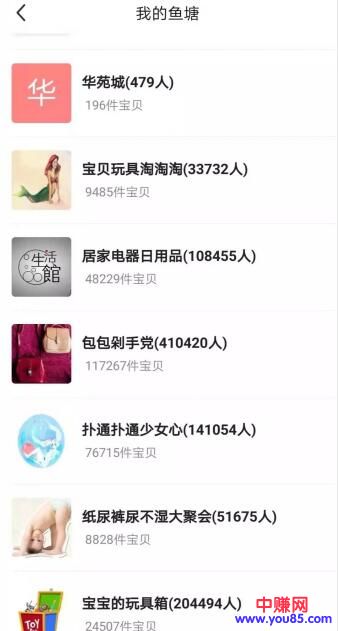 我的鱼塘
华
华苑城(479人)
196件宝贝
宝贝玩具淘淘淘(33732人)
9485件宝贝
生活
館
居家电器日用品(108455人)
48229件宝贝
包包剁手党(410420人)
117267件宝贝
扑通扑通少女心(141054人)
76715件宝贝
纸尿裤尿不湿大聚会(51675人)
8828件宝贝
TOY
宝宝的玩具箱(204494人)
24507件宝贝
中赚网
www.you85.com